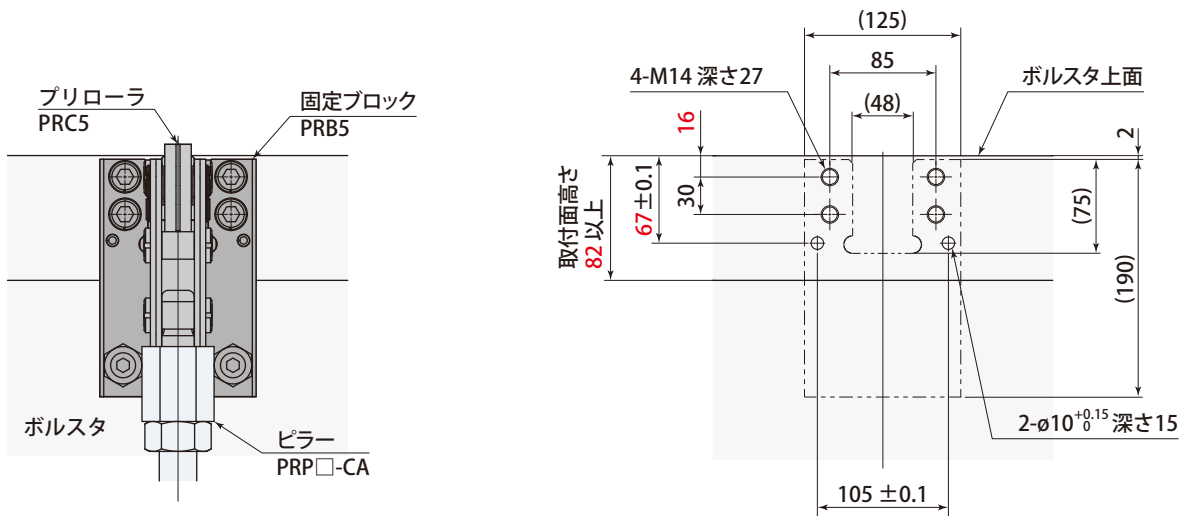 プリローラ
PRC5
固定ブロック
PRB5
ボルスタ
ピラー
PRP□-CA
(125)
85
4-M14 深さ27
(48)
ボルスタ上面
16
2
取付面高さ
82以上
67±0.1
30
(75)
(190)
2-ø10 +0.15 0 深さ15
105 ±0.1